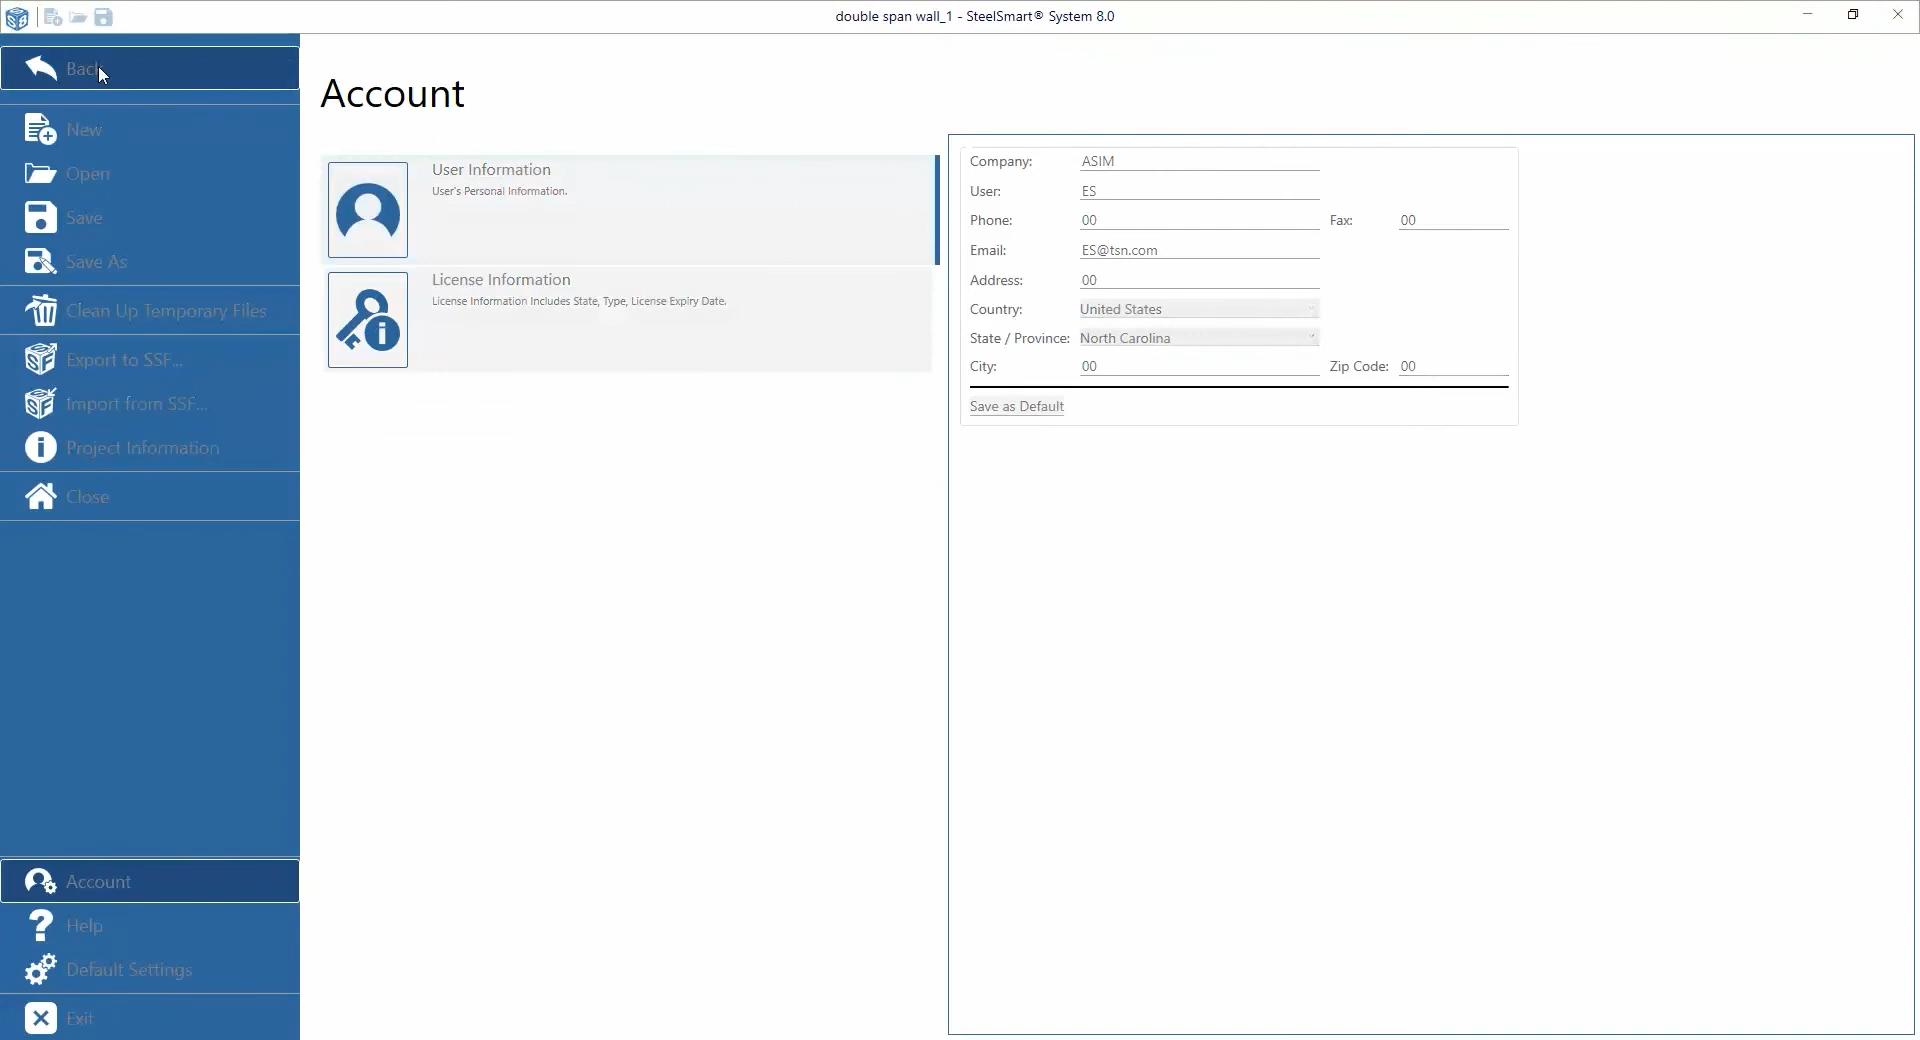 double span wall_1 - SteelSmart® System 8.0
Back
New
Open
Save
Save As
Clean Up Temporary Files
Export to SSF...
Import from SSF...
Project Information
Close
Account
Help
Default Settings
Exit
Account
User Information
User's Personal Information.
License Information
License Information Includes State, Type, License Expiry Date.
Company: ASIM
User: ES
Phone: 00 Fax: 00
Email: ES@tsn.com
Address: 00
Country: United States
State / Province: North Carolina
City: 00 Zip Code: 00
Save as Default